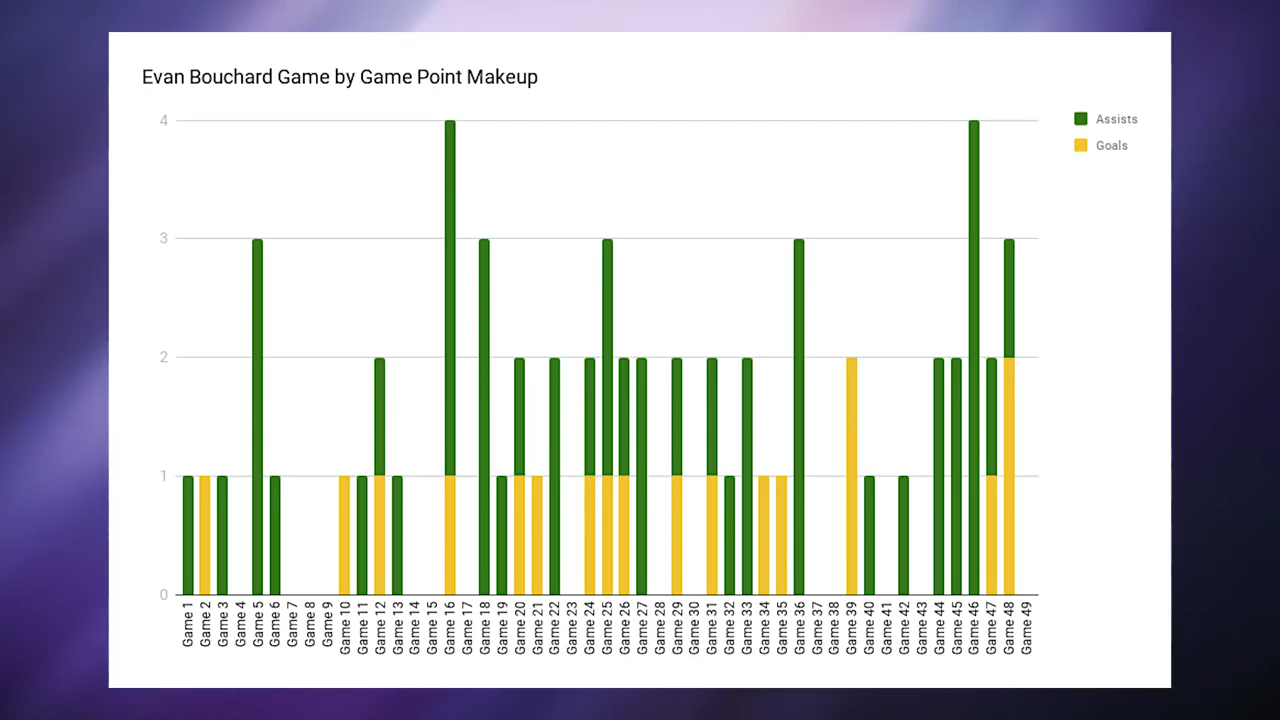 Evan Bouchard Game by Game Point Makeup
4
3
2
1
0
Assists
Goals
Game 1
Game 2
Game 3
Game 4
Game 5
Game 6
Game 7
Game 8
Game 9
Game 10
Game 11
Game 12
Game 13
Game 14
Game 15
Game 16
Game 17
Game 18
Game 19
Game 20
Game 21
Game 22
Game 23
Game 24
Game 25
Game 26
Game 27
Game 28
Game 29
Game 30
Game 31
Game 32
Game 33
Game 34
Game 35
Game 36
Game 37
Game 38
Game 39
Game 40
Game 41
Game 42
Game 43
Game 44
Game 45
Game 46
Game 47
Game 48
Game 49